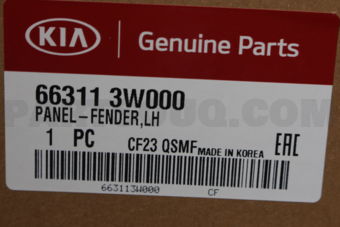 KIA Genuine Parts
66311 3W000
PANEL-FENDER,LH
1 PC CF23 QSMF MADE IN KOREA EAC
663113W000 CF